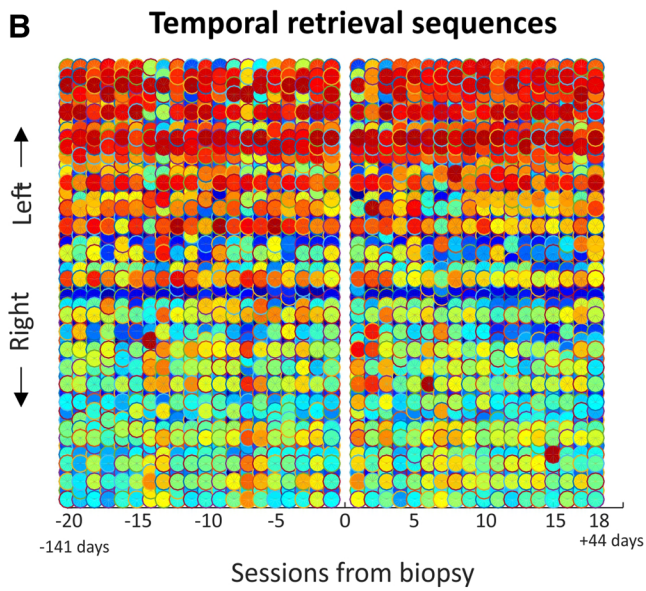 B
Temporal retrieval sequences
Left
Right
-20 -15 -10 -5 0 5 10 15 18
-141 days
+44 days
Sessions from biopsy